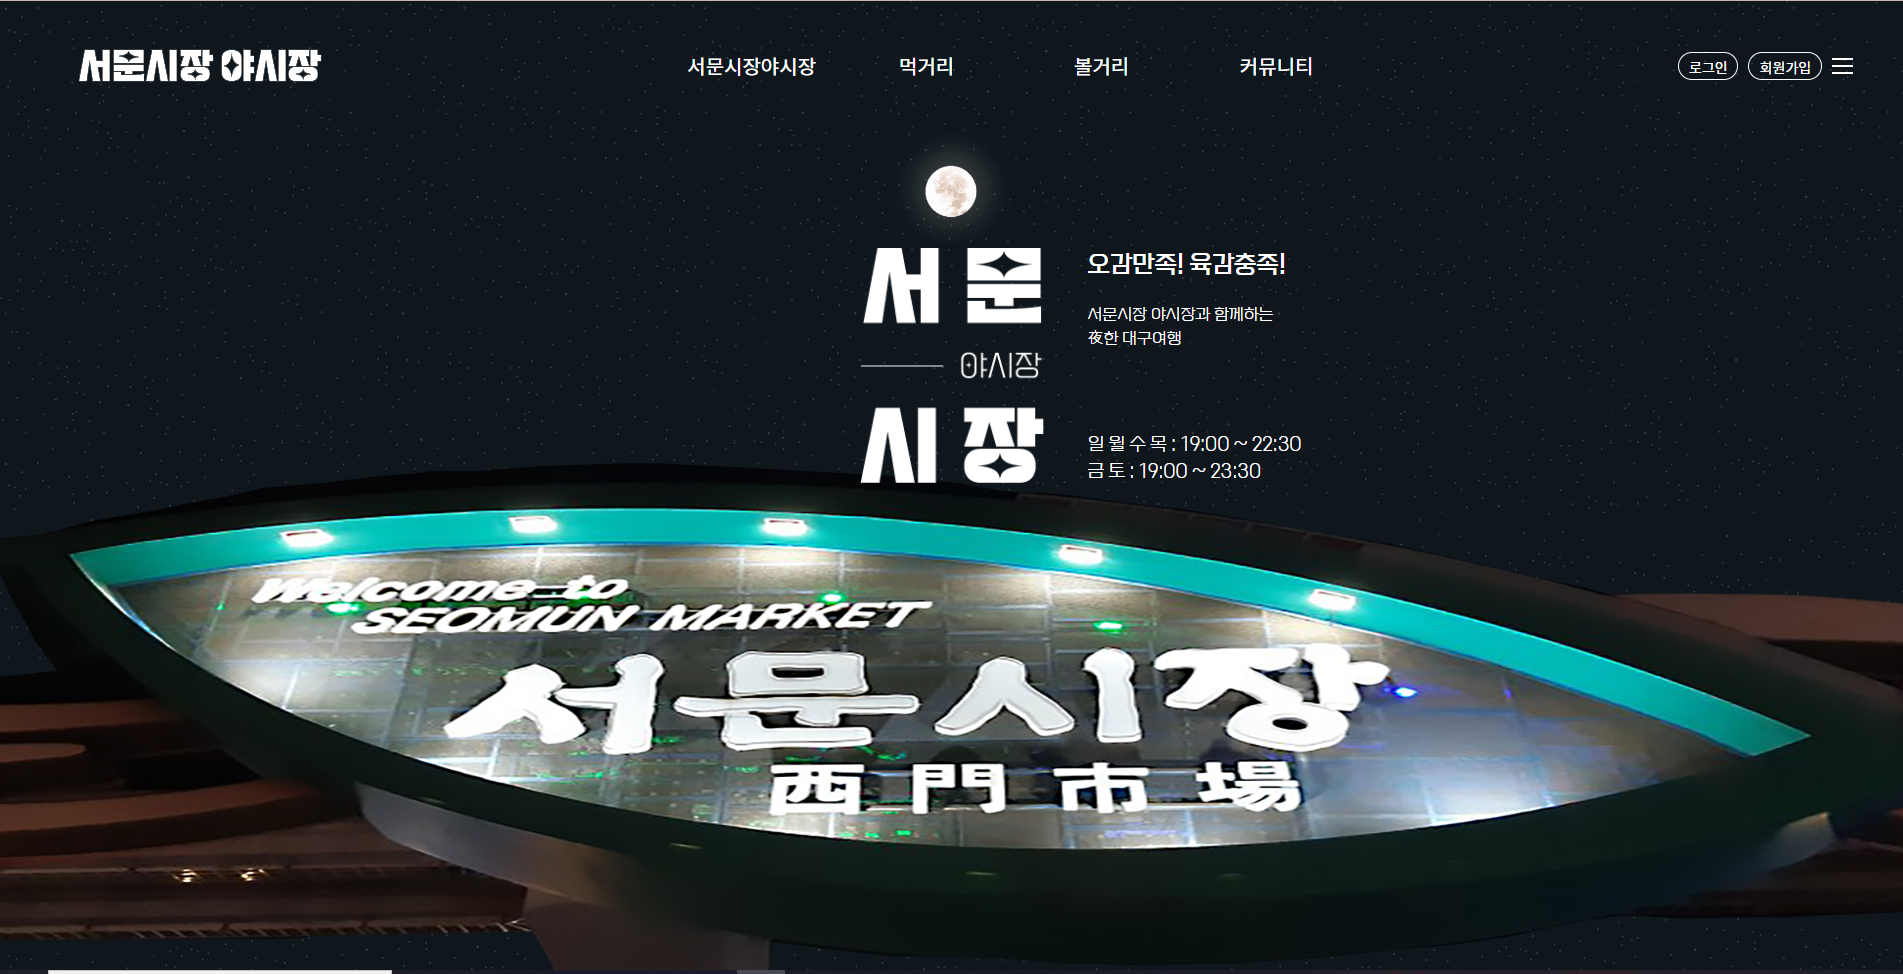 서문시장 야시장
서문시장야시장 먹거리 볼거리 커뮤니티
로그인 회원가입
서문
야시장
시장
오감만족! 육감충족!
서문시장 야시장과 함께하는
夜한 대구여행
일 월 수 목 : 19:00 ~ 22:30
금 토 : 19:00 ~ 23:30
Welcome to
SEOMUN MARKET
서문시장
西門市場